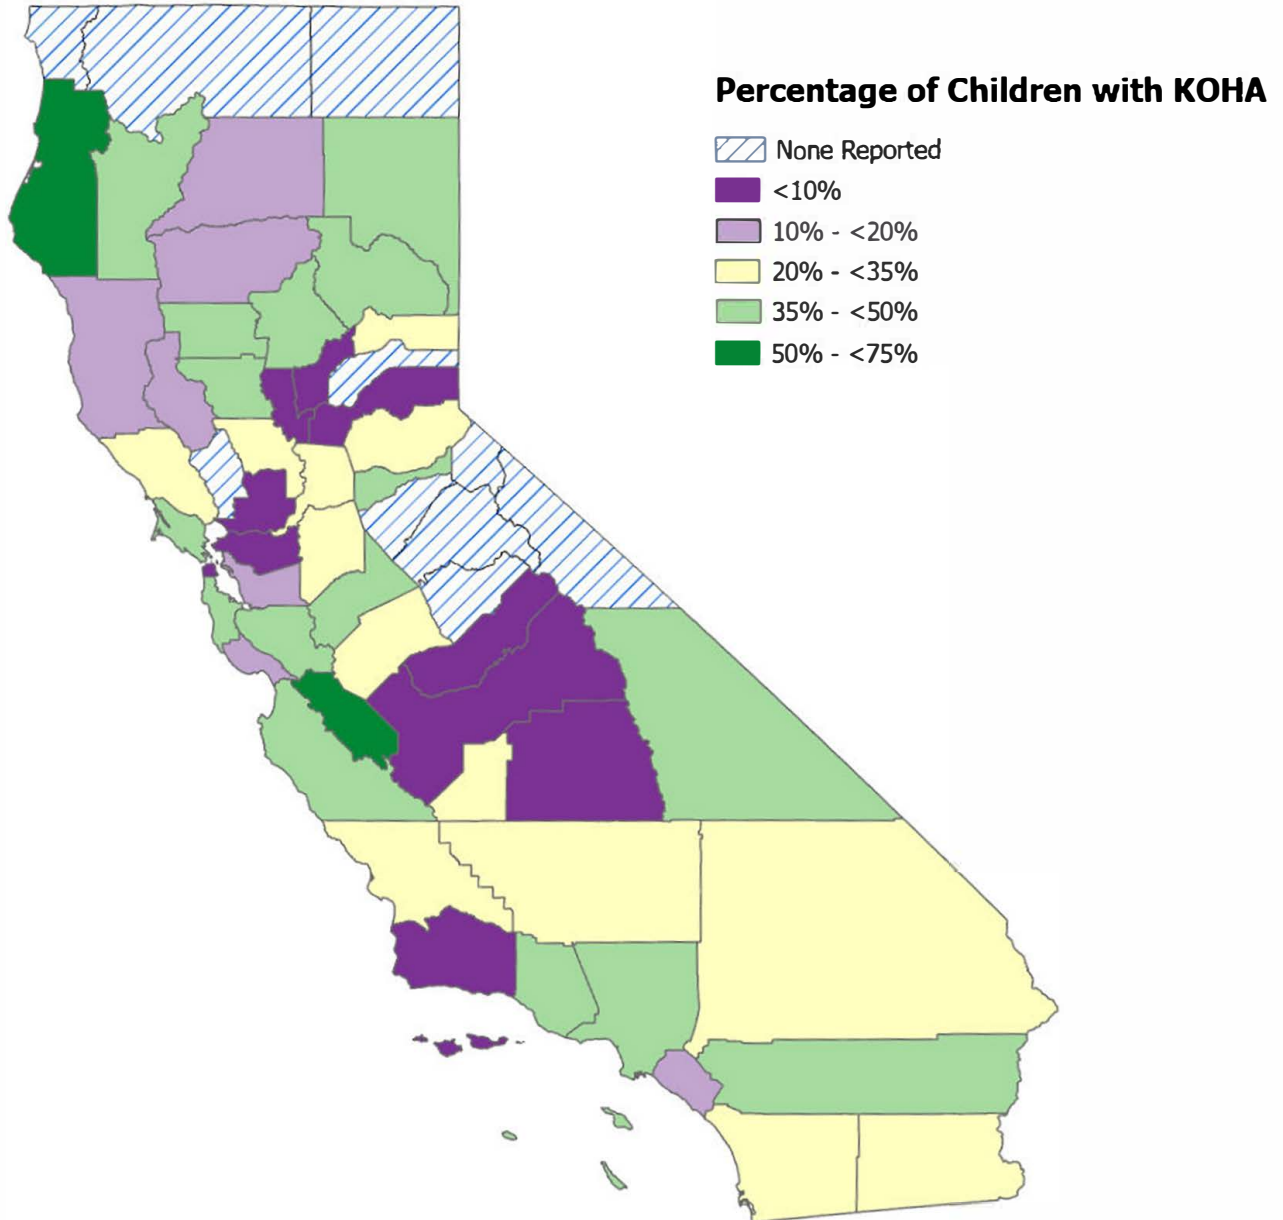 Percentage of Children with KOHA
None Reported
<10%
10% - <20%
20% - <35%
35% - <50%
50% - <75%